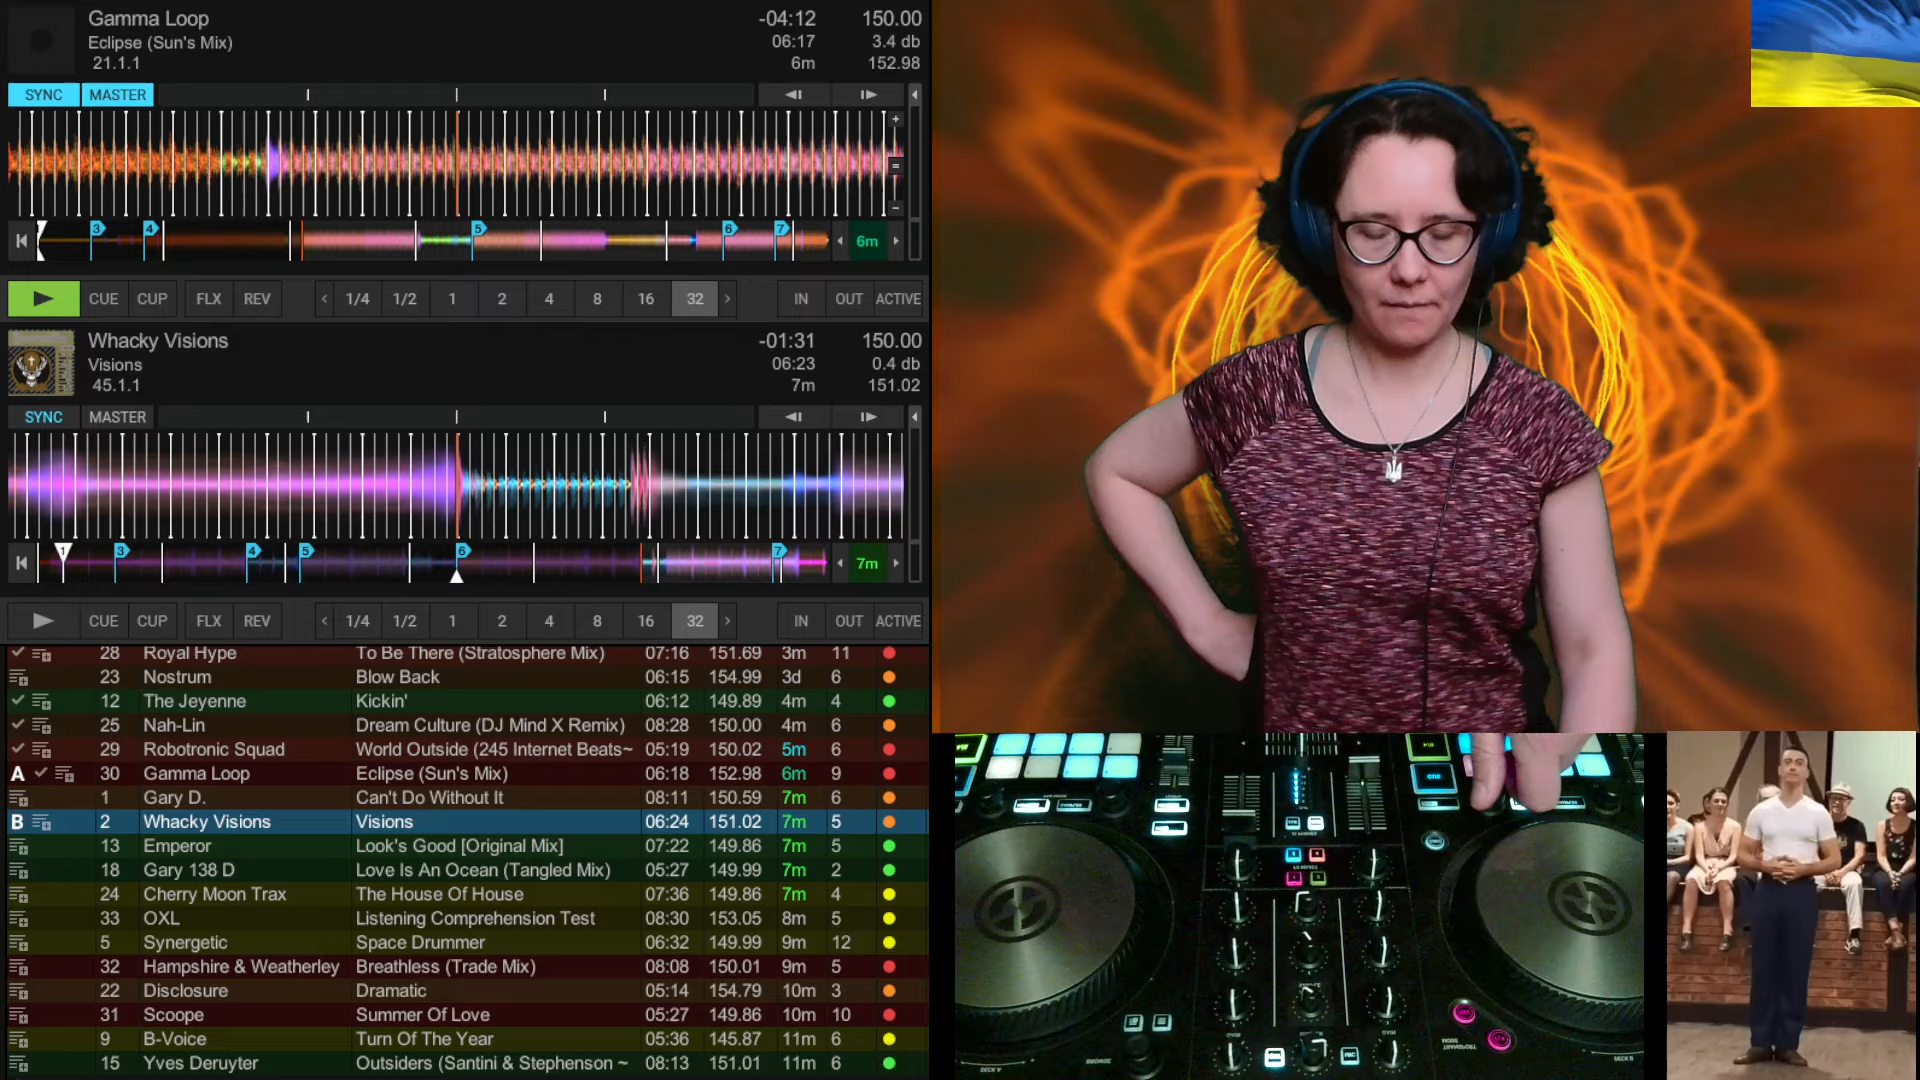 Gamma Loop -04:12 150.00
Eclipse (Sun's Mix) 06:17 3.4 db
21.1.1 6m 152.98
SYNC MASTER
3 4 5 6 7 6m
CUE CUP FLX REV 1/4 1/2 1 2 4 8 16 32 IN OUT ACTIVE
Whacky Visions -01:31 150.00
Visions 06:23 0.4 db
45.1.1 7m 151.02
SYNC MASTER
1 3 4 5 6 7 7m
CUE CUP FLX REV 1/4 1/2 1 2 4 8 16 32 IN OUT ACTIVE
28 Royal Hype To Be There (Stratosphere Mix) 07:16 151.69 3m 11
23 Nostrum Blow Back 06:15 154.99 3d 6
12 The Jeyenne Kickin' 06:12 149.89 4m 4
25 Nah-Lin Dream Culture (DJ Mind X Remix) 08:28 150.00 4m 6
29 Robotronic Squad World Outside (245 Internet Beats~ 05:19 150.02 5m 6
A 30 Gamma Loop Eclipse (Sun's Mix) 06:18 152.98 6m 9
1 Gary D. Can't Do Without It 08:11 150.59 7m 6
B 2 Whacky Visions Visions 06:24 151.02 7m 5
13 Emperor Look's Good [Original Mix] 07:22 149.86 7m 5
18 Gary 138 D Love Is An Ocean (Tangled Mix) 05:27 149.99 7m 2
24 Cherry Moon Trax The House Of House 07:36 149.86 7m 4
33 OXL Listening Comprehension Test 08:30 153.05 8m 5
5 Synergetic Space Drummer 06:32 149.99 9m 12
32 Hampshire & Weatherley Breathless (Trade Mix) 08:08 150.01 9m 5
22 Disclosure Dramatic 05:14 154.79 10m 3
31 Scoope Summer Of Love 05:27 149.86 10m 10
9 B-Voice Turn Of The Year 05:36 145.87 11m 6
15 Yves Deruyter Outsiders (Santini & Stephenson ~ 08:13 151.01 11m 6